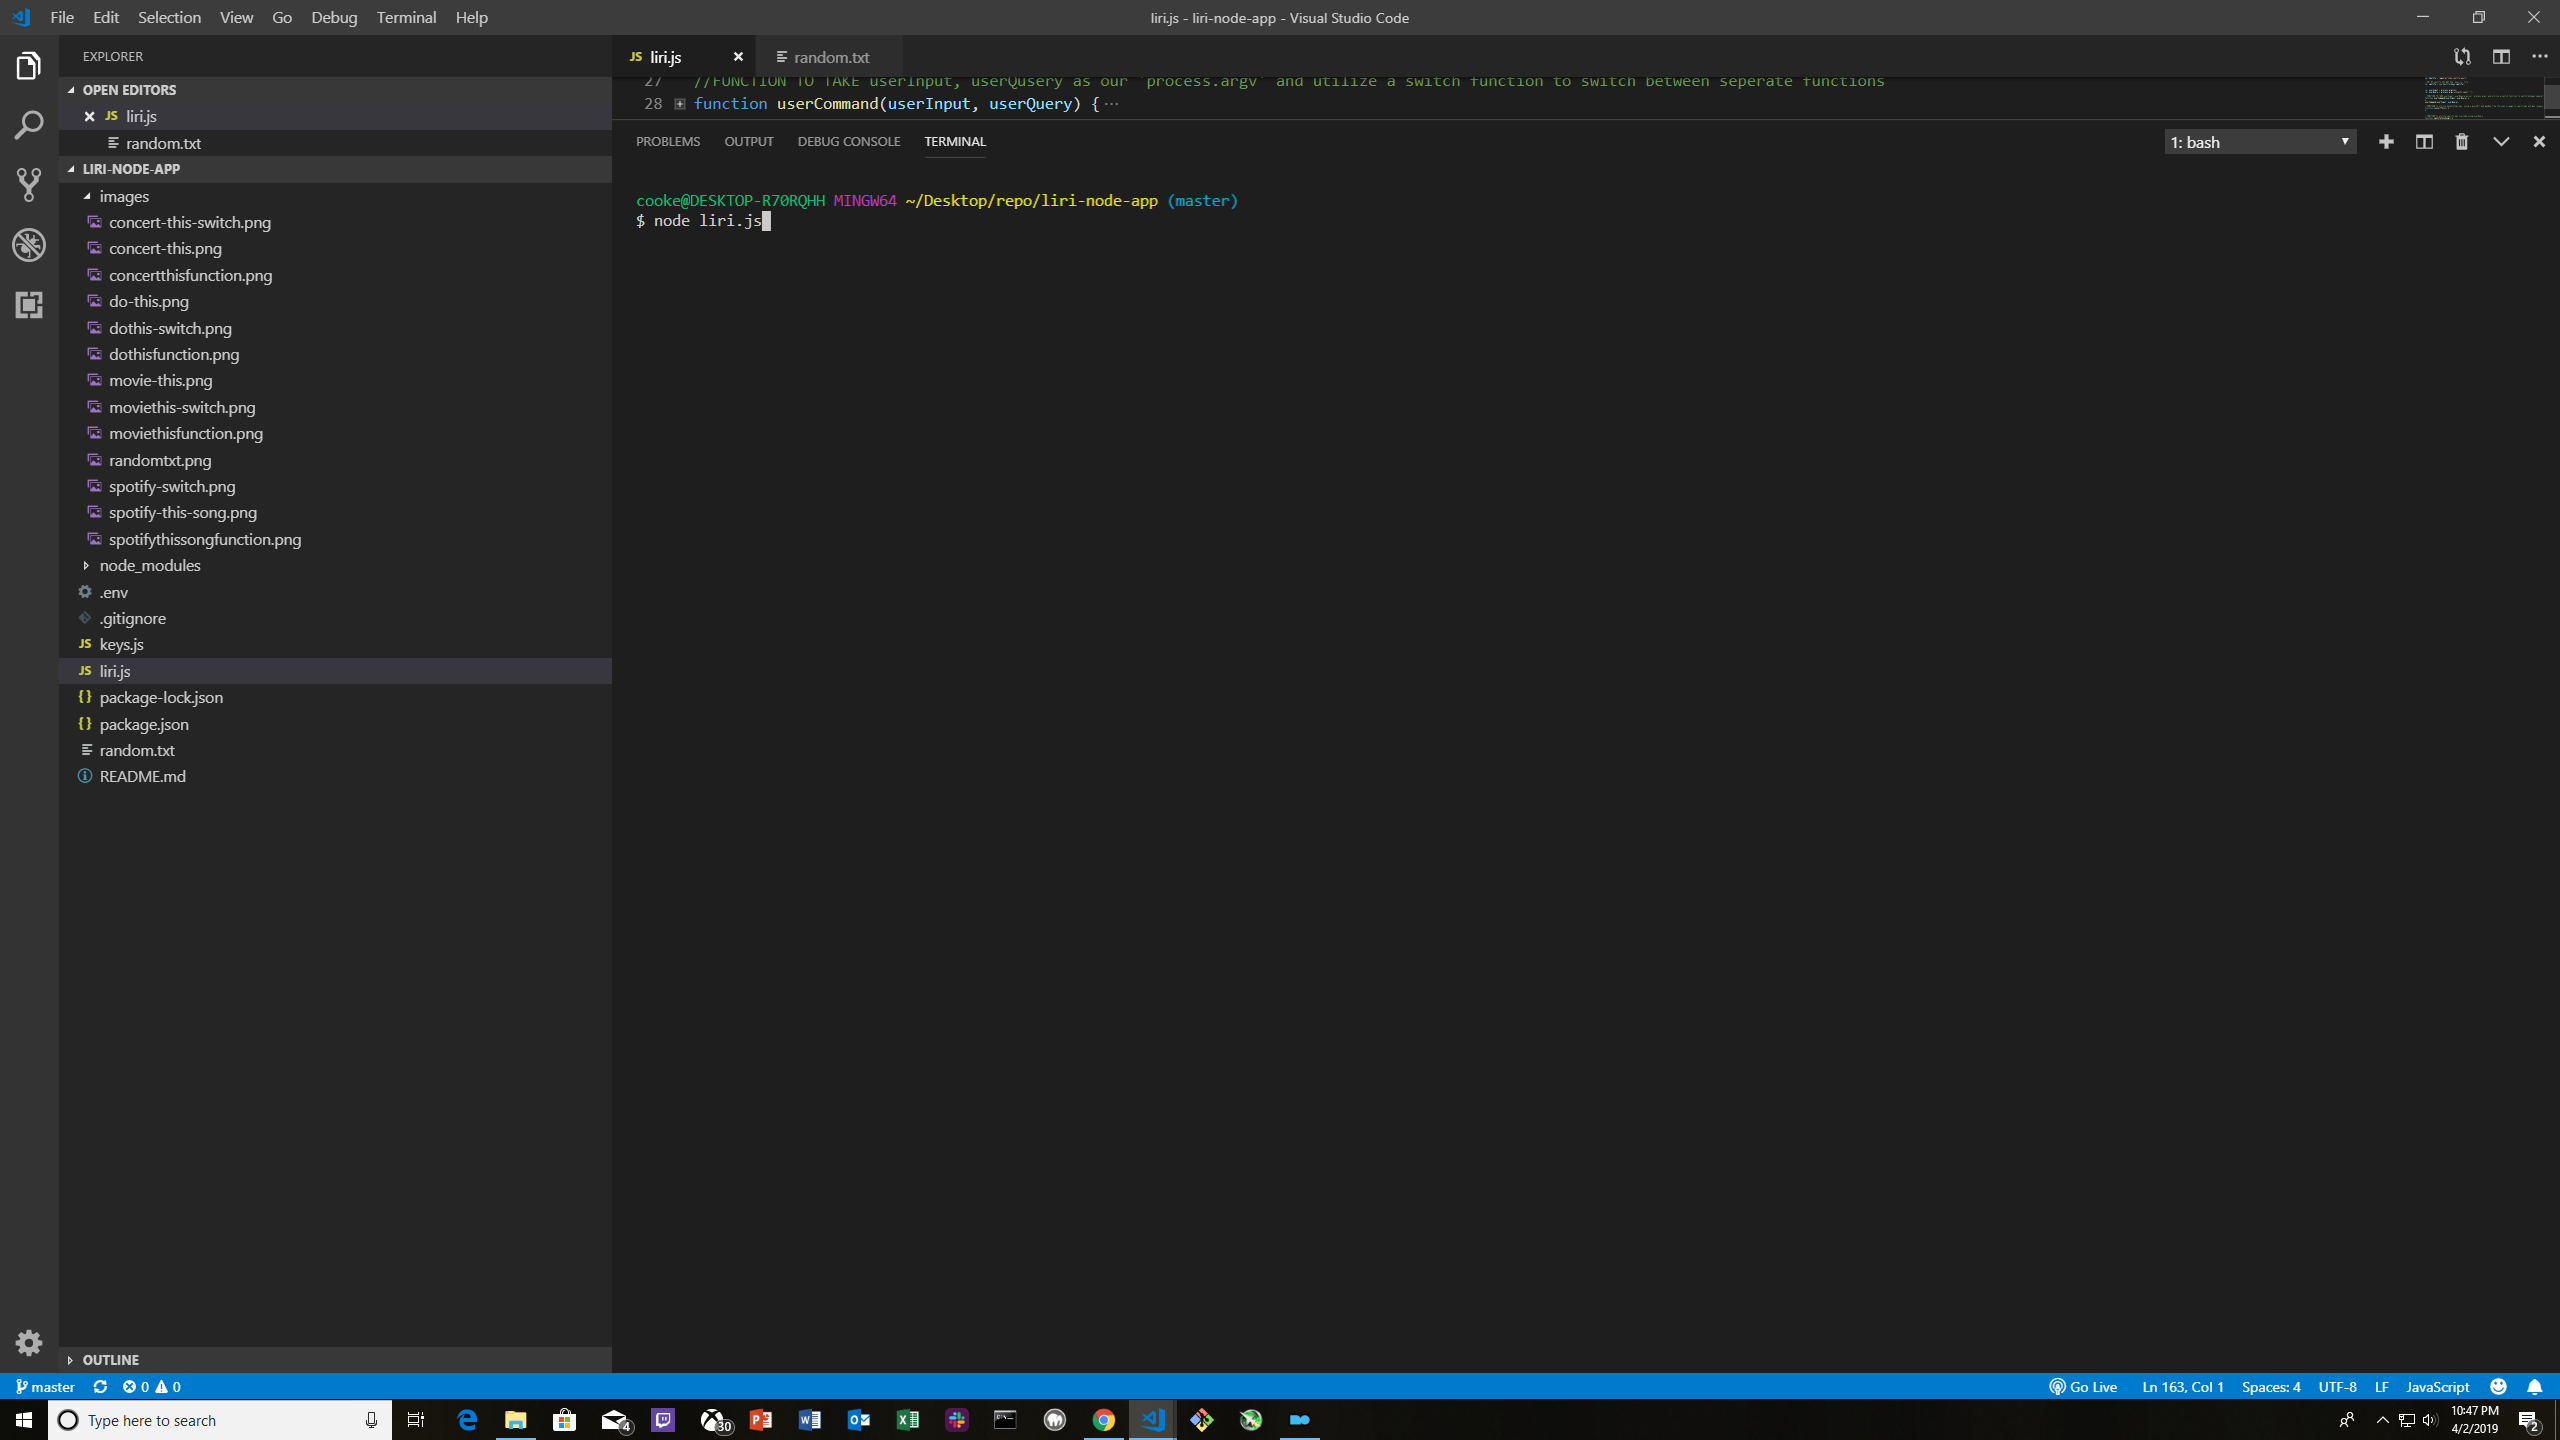 File Edit Selection View Go Debug Terminal Help
liri.js - liri-node-app - Visual Studio Code
EXPLORER
OPEN EDITORS
JS liri.js
random.txt
LIRI-NODE-APP
images
concert-this-switch.png
concert-this.png
concertthisfunction.png
do-this.png
dothis-switch.png
dothisfunction.png
movie-this.png
moviethis-switch.png
moviethisfunction.png
randomtxt.png
spotify-switch.png
spotify-this-song.png
spotifythissongfunction.png
node_modules
.env
.gitignore
JS keys.js
JS liri.js
{} package-lock.json
{} package.json
random.txt
README.md
OUTLINE
JS liri.js random.txt
27 //FUNCTION TO TAKE userInput, userQusery as our `process.argv` and utilize a switch function to switch between seperate functions
28 function userCommand(userInput, userQuery) {···
PROBLEMS OUTPUT DEBUG CONSOLE TERMINAL
1: bash
cooke@DESKTOP-R70RQHH MINGW64 ~/Desktop/repo/liri-node-app (master)
$ node liri.js
master 0 0
Go Live Ln 163, Col 1 Spaces: 4 UTF-8 LF JavaScript
Type here to search
4
30
10:47 PM
4/2/2019
2